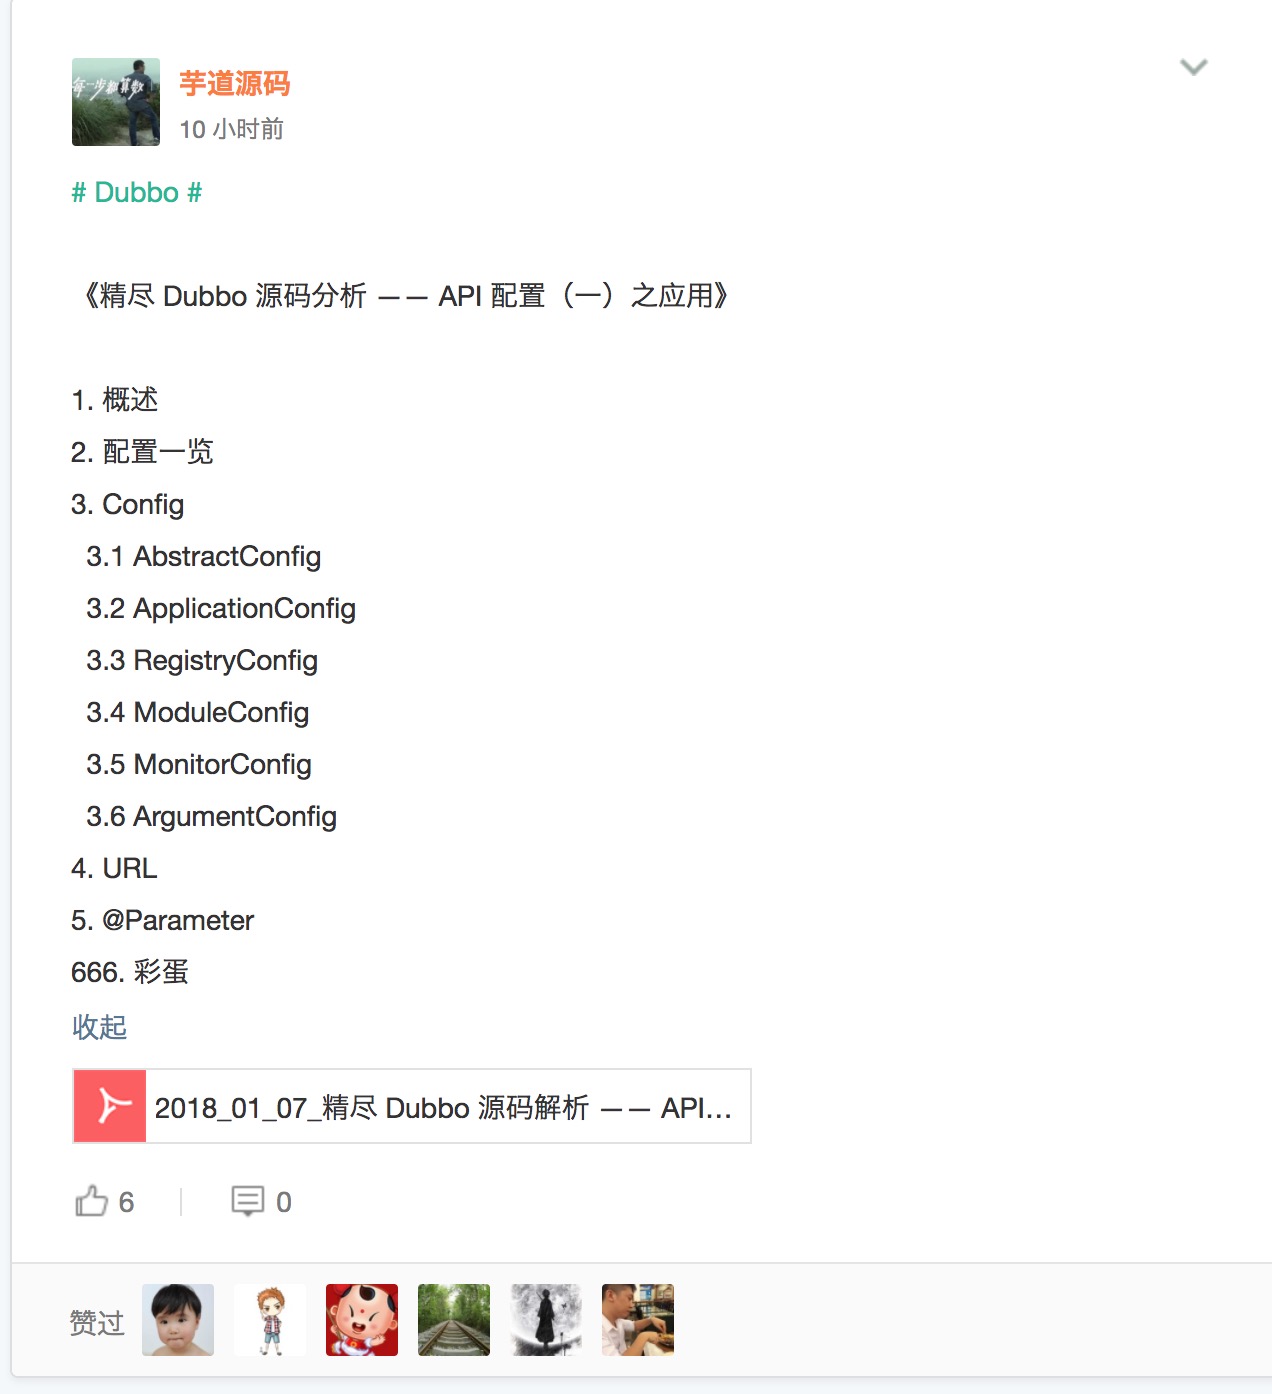 每一步都算数
芋道源码
10 小时前
# Dubbo #
《精尽 Dubbo 源码分析 —— API 配置（一）之应用》
1. 概述
2. 配置一览
3. Config
3.1 AbstractConfig
3.2 ApplicationConfig
3.3 RegistryConfig
3.4 ModuleConfig
3.5 MonitorConfig
3.6 ArgumentConfig
4. URL
5. @Parameter
666. 彩蛋
收起
2018_01_07_精尽 Dubbo 源码解析 —— API...
6
0
赞过